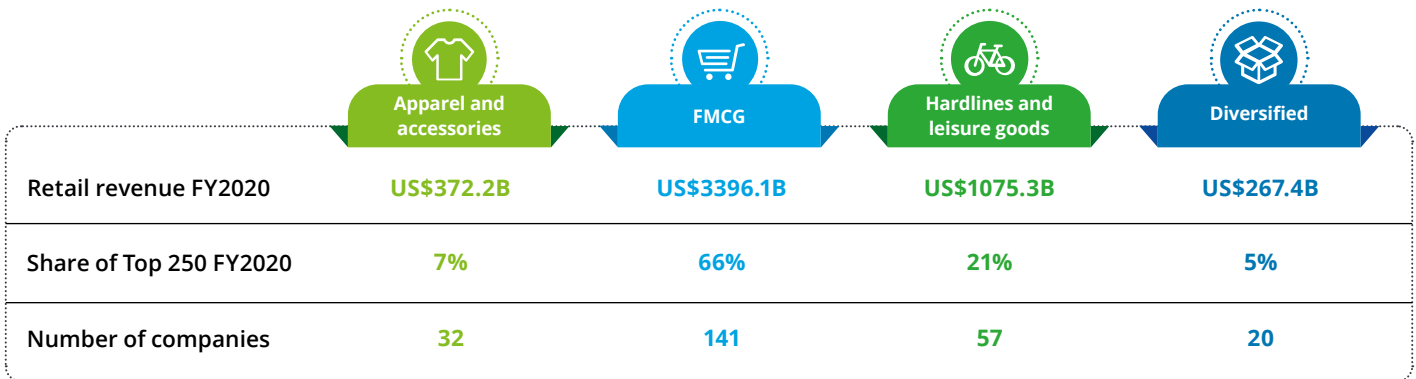 Apparel and
accessories
FMCG
Hardlines and
leisure goods
Diversified
Retail revenue FY2020 US$372.2B US$3396.1B US$1075.3B US$267.4B
Share of Top 250 FY2020 7% 66% 21% 5%
Number of companies 32 141 57 20